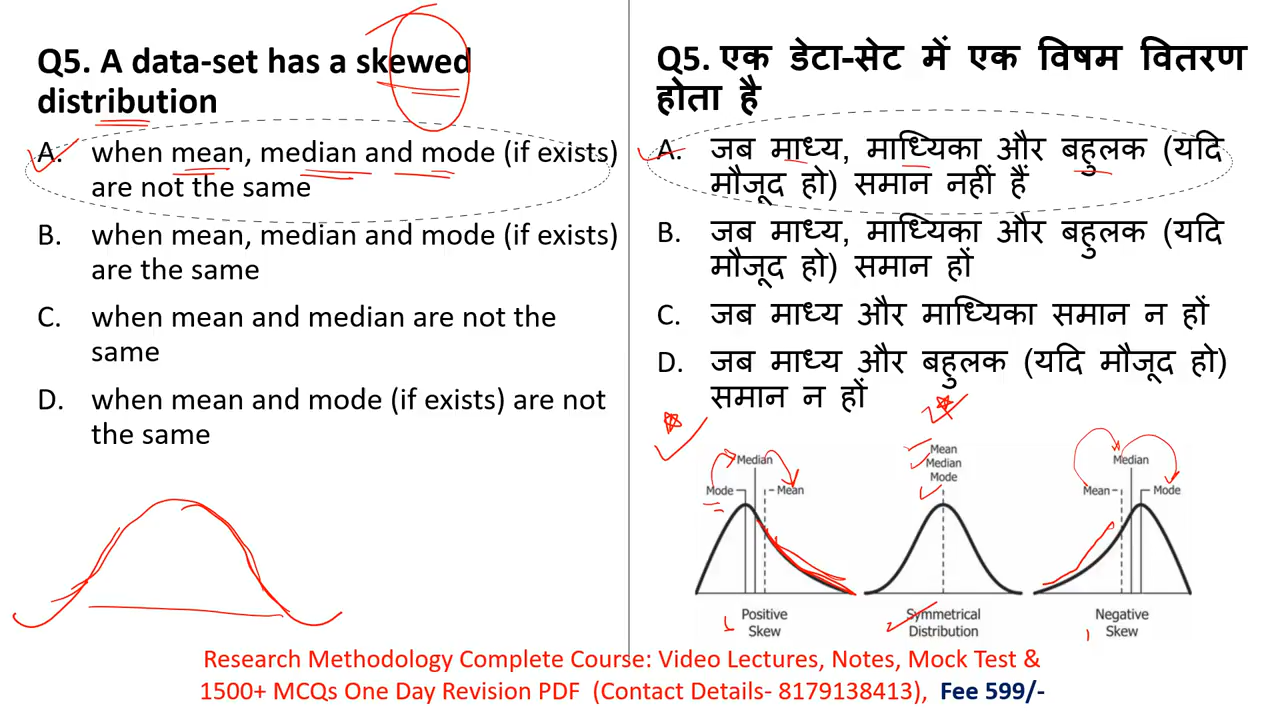 Q5. A data-set has a skewed
distribution
A. when mean, median and mode (if exists)
are not the same
B. when mean, median and mode (if exists)
are the same
C. when mean and median are not the
same
D. when mean and mode (if exists) are not
the same
Q5. एक डेटा-सेट में एक विषम वितरण
होता है
A. जब माध्य, माध्यिका और बहुलक (यदि
मौजूद हो) समान नहीं हैं
B. जब माध्य, माध्यिका और बहुलक (यदि
मौजूद हो) समान हों
C. जब माध्य और माध्यिका समान न हों
D. जब माध्य और बहुलक (यदि मौजूद हो)
समान न हों
Median
Mode
Mean
Positive
Skew
Mean
Median
Mode
Symmetrical
Distribution
Median
Mean
Mode
Negative
Skew
Research Methodology Complete Course: Video Lectures, Notes, Mock Test &
1500+ MCQs One Day Revision PDF (Contact Details- 8179138413), Fee 599/-